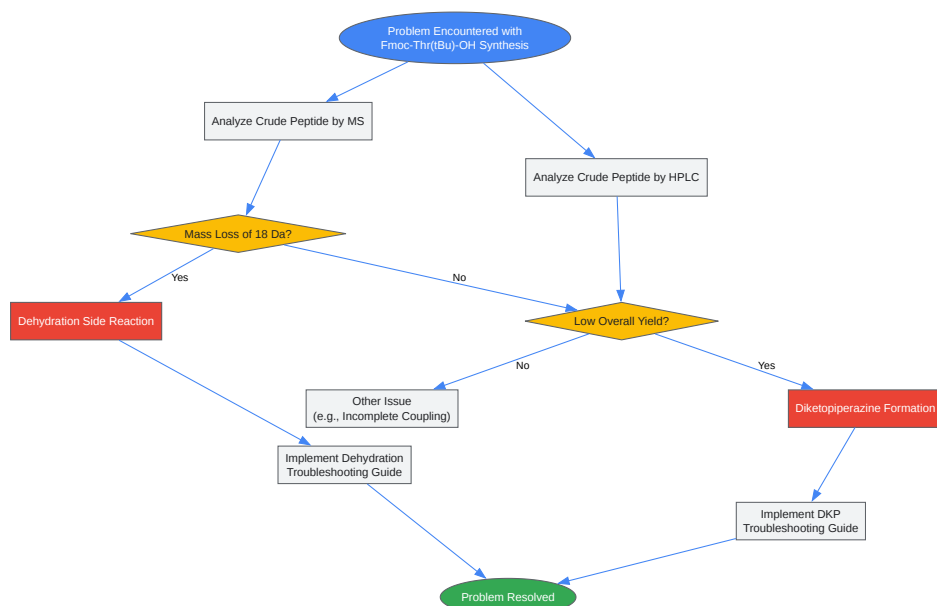 Problem Encountered with
Fmoc-Thr(tBu)-OH Synthesis
Analyze Crude Peptide by MS
Analyze Crude Peptide by HPLC
Mass Loss of 18 Da?
Yes
No
Dehydration Side Reaction
Low Overall Yield?
No
Yes
Other Issue
(e.g., Incomplete Coupling)
Diketopiperazine Formation
Implement Dehydration
Troubleshooting Guide
Implement DKP
Troubleshooting Guide
Problem Resolved